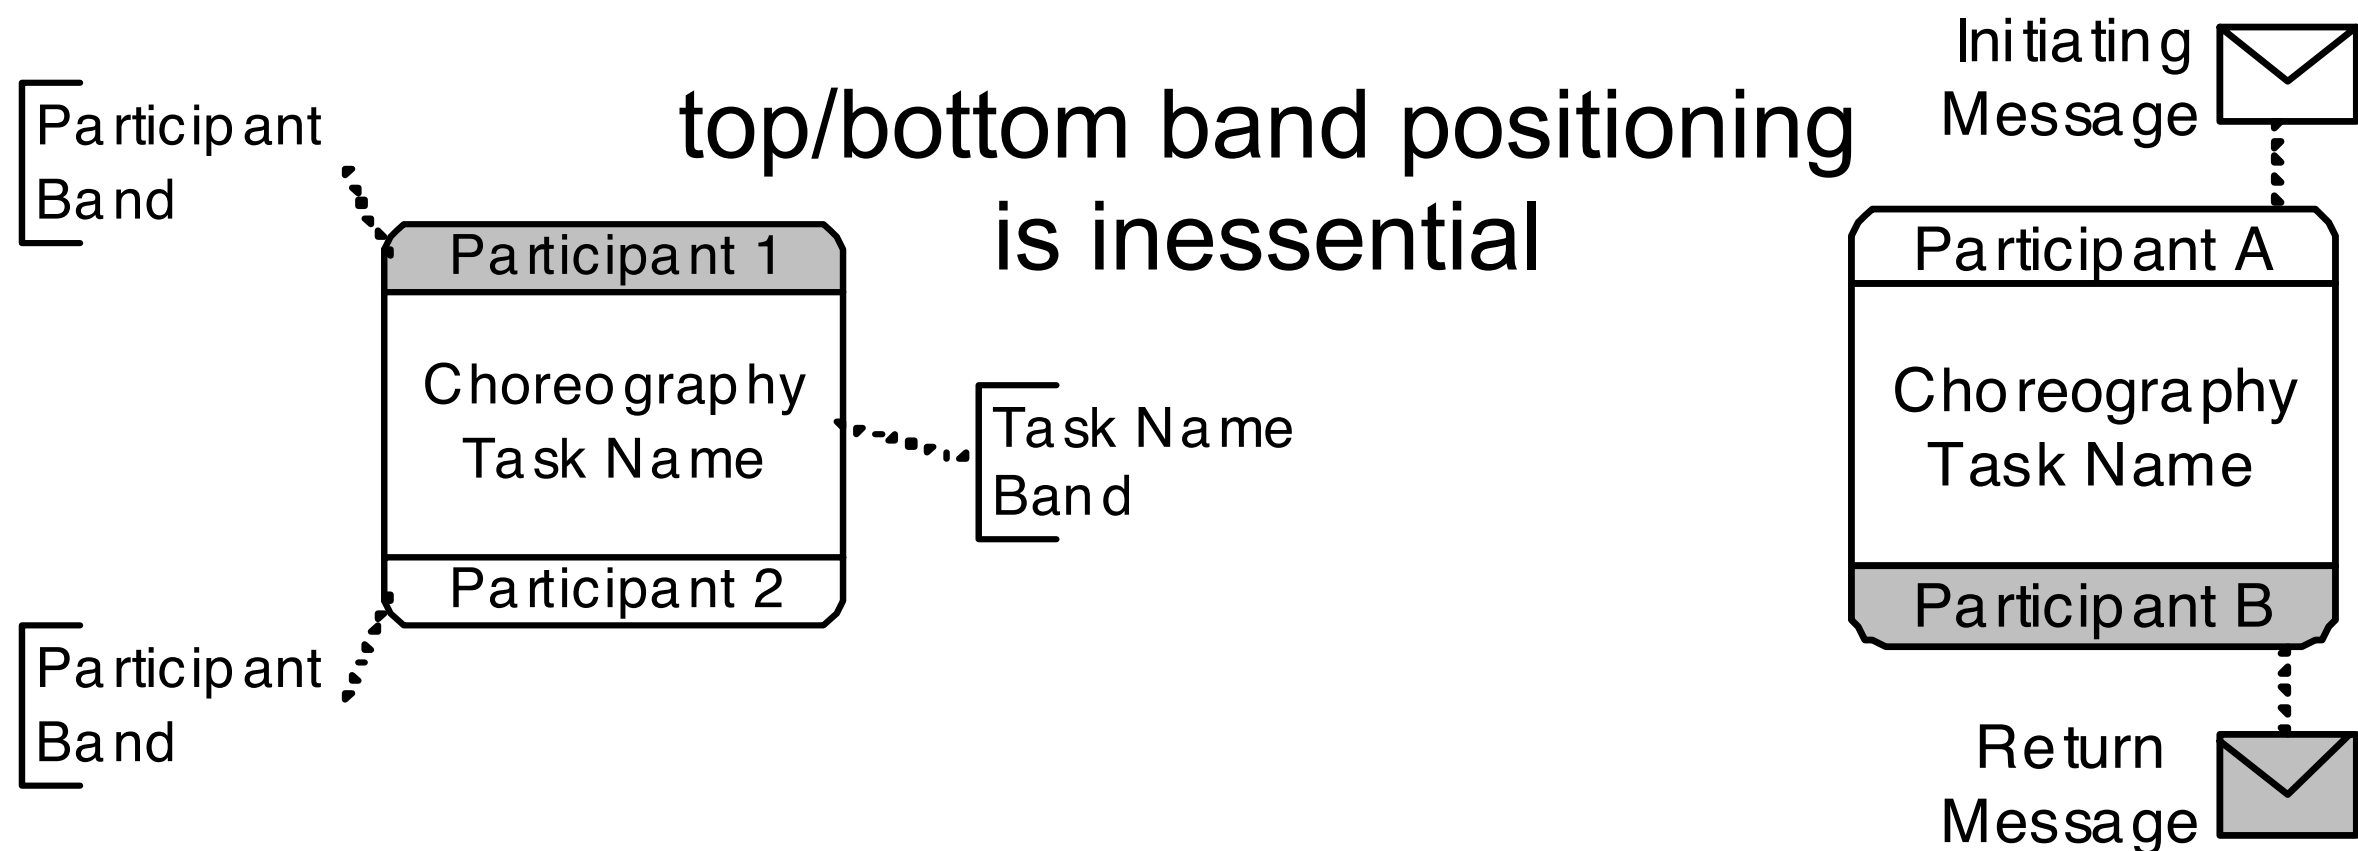 Participant
Band
Participant 1
Choreography
Task Name
Participant 2
Participant
Band
top/bottom band positioning
is inessential
Task Name
Band
Initiating
Message
Participant A
Choreography
Task Name
Participant B
Return
Message